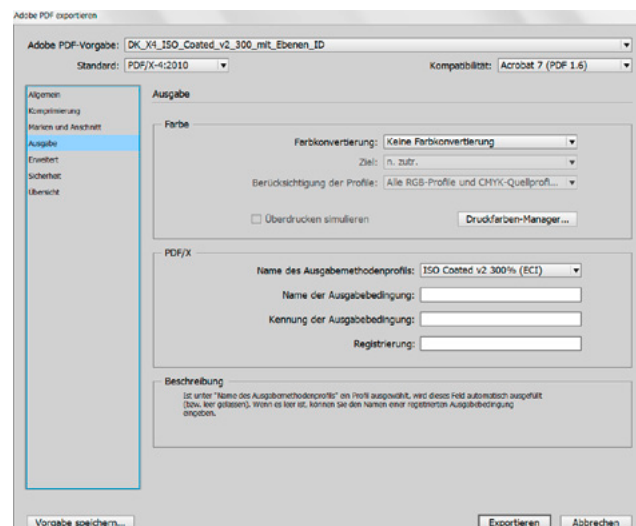 Adobe PDF exportieren
Adobe PDF-Vorgabe: DK_X4_ISO_Coated_v2_300_mit_Ebenen_ID
Standard: PDF/X-4:2010 Kompatibilität: Acrobat 7 (PDF 1.6)
Allgemein
Komprimierung
Marken und Anschnitt
Ausgabe
Erweitert
Sicherheit
Übersicht
Ausgabe
Farbe
Farbkonvertierung: Keine Farbkonvertierung
Ziel: n. zutr.
Berücksichtigung der Profile: Alle RGB-Profile und CMYK-Quellprofi...
Überdrucken simulieren Druckfarben-Manager...
PDF/X
Name des Ausgabemethodenprofils: ISO Coated v2 300% (ECI)
Name der Ausgabebedingung:
Kennung der Ausgabebedingung:
Registrierung:
Beschreibung
Ist unter "Name des Ausgabemethodenprofils" ein Profil ausgewählt, wird dieses Feld automatisch ausgefüllt
(bzw. leer gelassen). Wenn es leer ist, können Sie den Namen einer registrierten Ausgabebedingung
eingeben.
Vorgabe speichern... Exportieren Abbrechen